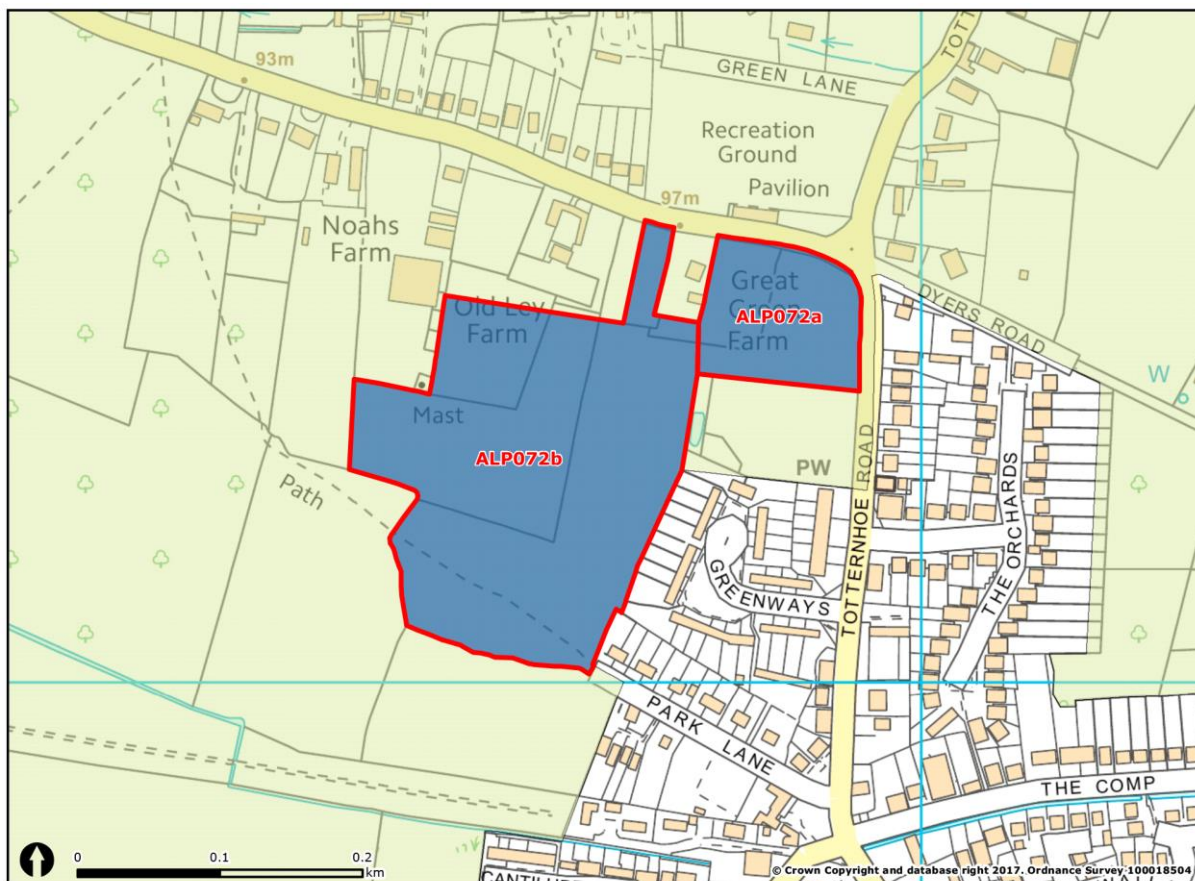 TOTT
93m
GREEN LANE
Recreation
Ground
Pavilion
97m
Noahs
Farm
Great
Green
Farm
ALP072a
DYERS ROAD
Old Ley
Farm
W
Mast
ALP072b
PW
Path
TOTTERNHOE ROAD
THE ORCHARDS
GREENWAYS
PARK LANE
THE COMP
0 0.1 0.2
km
© Crown Copyright and database right 2017. Ordnance Survey 100018504